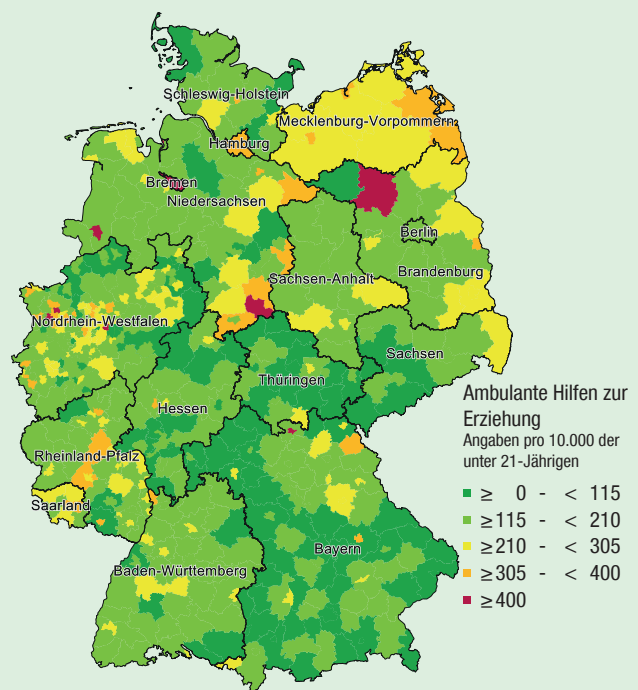 Schleswig-Holstein
Mecklenburg-Vorpommern
Hamburg
Bremen
Niedersachsen
Berlin
Sachsen-Anhalt
Brandenburg
Nordrhein-Westfalen
Sachsen
Thüringen
Hessen
Rheinland-Pfalz
Saarland
Bayern
Baden-Württemberg
Ambulante Hilfen zur
Erziehung
Angaben pro 10.000 der
unter 21-Jährigen
≥ 0 - < 115
≥115 - < 210
≥210 - < 305
≥305 - < 400
≥400